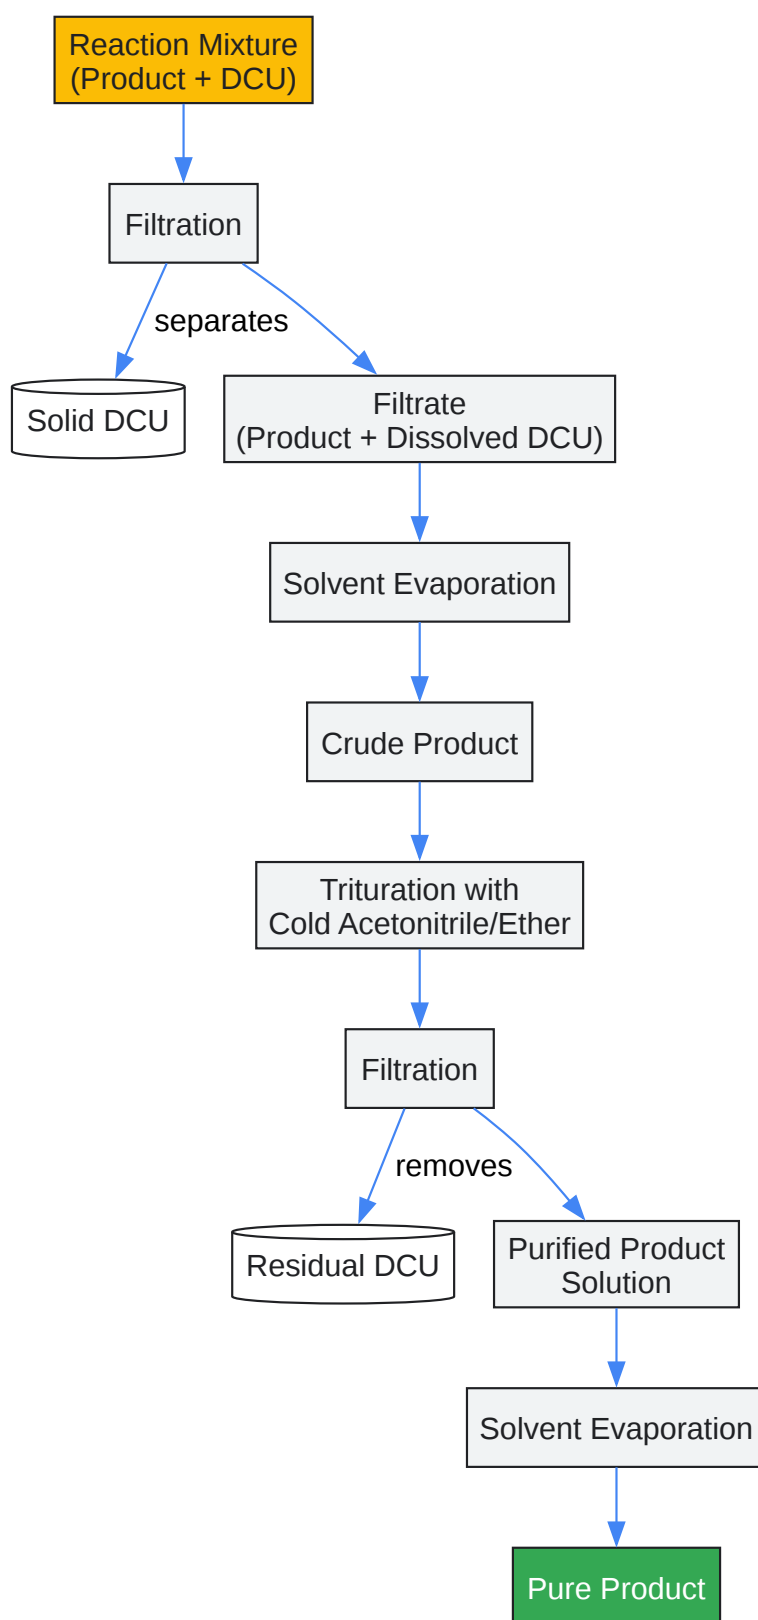 Reaction Mixture
(Product + DCU)
Filtration
separates
Solid DCU
Filtrate
(Product + Dissolved DCU)
Solvent Evaporation
Crude Product
Trituration with
Cold Acetonitrile/Ether
Filtration
removes
Residual DCU
Purified Product
Solution
Solvent Evaporation
Pure Product